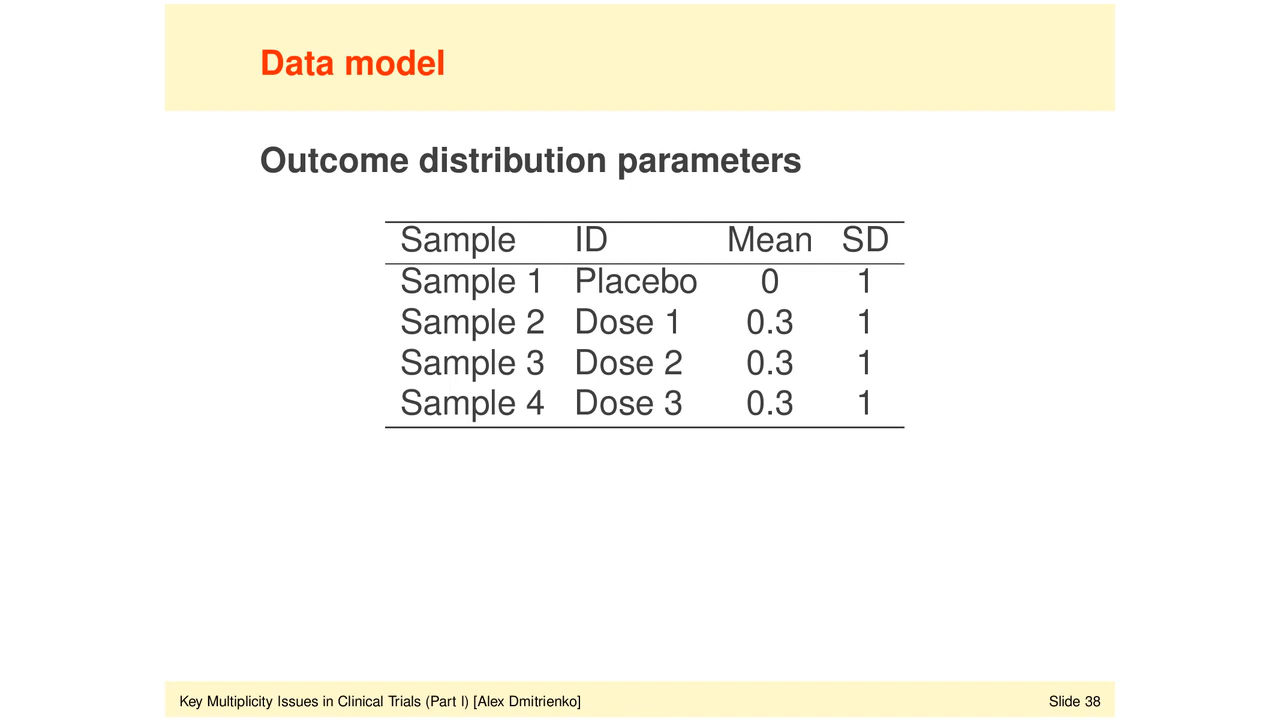 Data model
Outcome distribution parameters
Sample ID Mean SD
Sample 1 Placebo 0 1
Sample 2 Dose 1 0.3 1
Sample 3 Dose 2 0.3 1
Sample 4 Dose 3 0.3 1
Key Multiplicity Issues in Clinical Trials (Part I) [Alex Dmitrienko] Slide 38